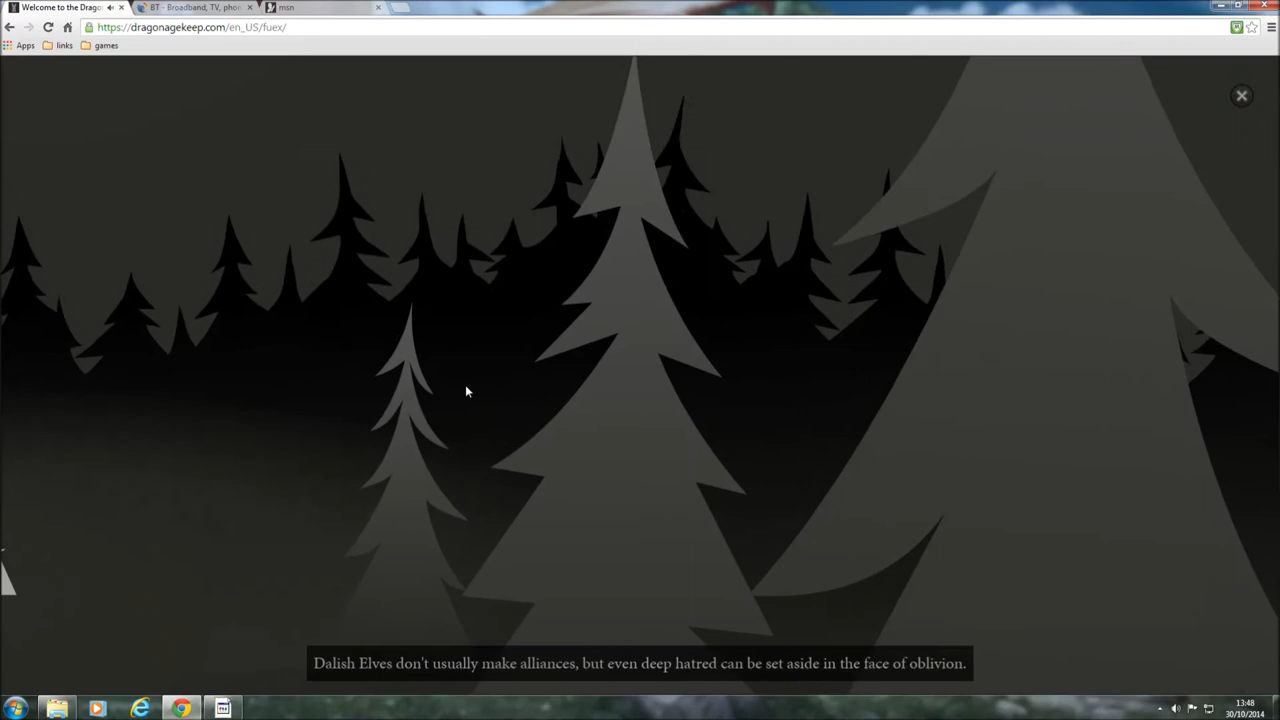 Welcome to the Drago
BT - Broadband, TV, phon
msn
https://dragonagekeep.com/en_US/fuex/
Apps
links
games
Dalish Elves don't usually make alliances, but even deep hatred can be set aside in the face of oblivion.
13:48
30/10/2014